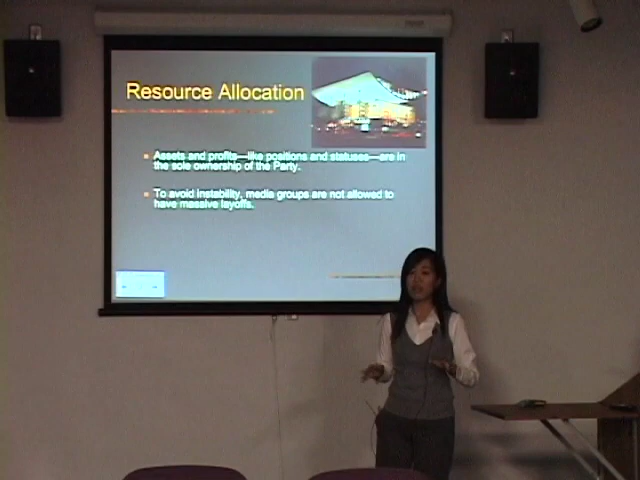 Resource Allocation
Assets and profits—like positions and statuses—are in
the sole ownership of the Party.
To avoid instability, media groups are not allowed to
have massive layoffs.